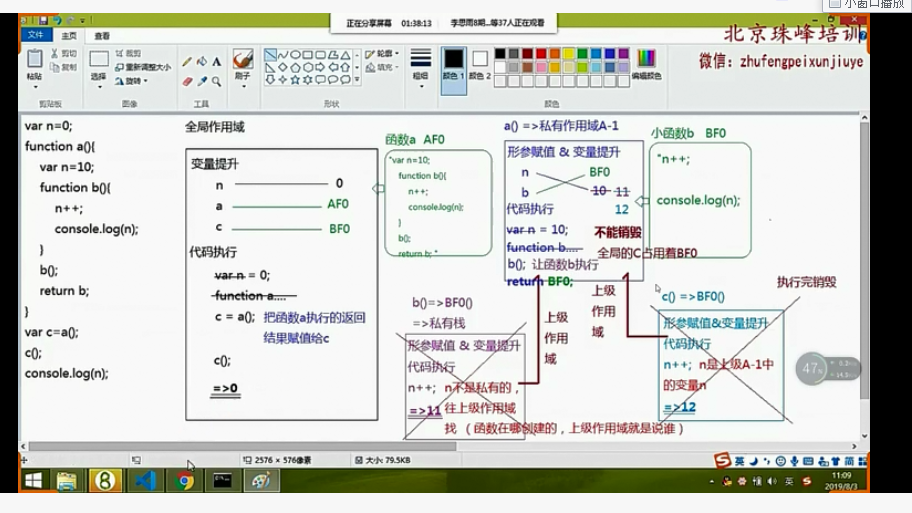 小窗口播放
正在分享屏幕 01:38:13 李思雨8期...等37人正在观看
北京珠峰培训
微信：zhufengpeixunjiuye
文件 主页 查看
粘贴 剪切 复制
选择 裁剪 重新调整大小 旋转
刷子
轮廓 填充
粗细
颜色 1 颜色 2
编辑颜色
剪贴板 图像 工具 形状 颜色
var n=0;
function a(){
var n=10;
function b(){
n++;
console.log(n);
}
b();
return b;
}
var c=a();
c();
console.log(n);
全局作用域
变量提升
n 0
a AF0
c BF0
代码执行
var n = 0;
function a....
c = a(); 把函数a执行的返回
结果赋值给c
c();
=>0
函数a AF0
"var n=10;
function b(){
n++;
console.log(n);
}
b();
return b; "
a() =>私有作用域A-1
形参赋值 & 变量提升
n BF0
b 10 11
12
代码执行
var n = 10;
不能销毁
function b....
全局的C占用着BF0
b(); 让函数b执行
return BF0;
小函数b BF0
"n++;
console.log(n);
b()=>BF0()
=>私有栈
形参赋值 & 变量提升
代码执行
n++; n不是私有的，
=>11 往上级作用域
找 （函数在哪创建的，上级作用域就是说谁）
上级
作用
域
上级
作用
域
c() =>BF0()
执行完销毁
形参赋值&变量提升
代码执行
n++; n是上级A-1中
的变量n
=>12
47%
2576 × 576像素
大小: 79.5KB
英
简
英
11:09
2019/8/3